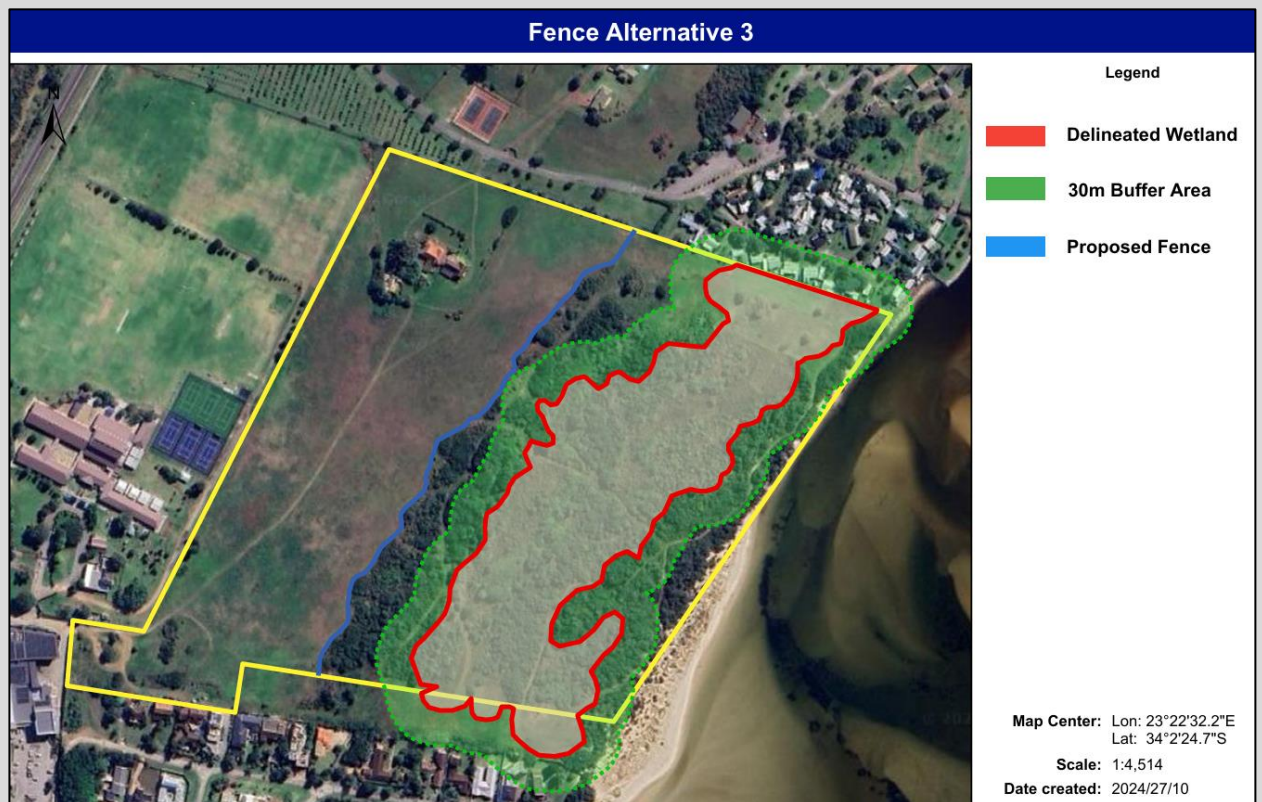 Fence Alternative 3
N
Legend
Delineated Wetland
30m Buffer Area
Proposed Fence
Map Center: Lon: 23°22'32.2"E
Lat: 34°2'24.7"S
Scale: 1:4,514
Date created: 2024/27/10